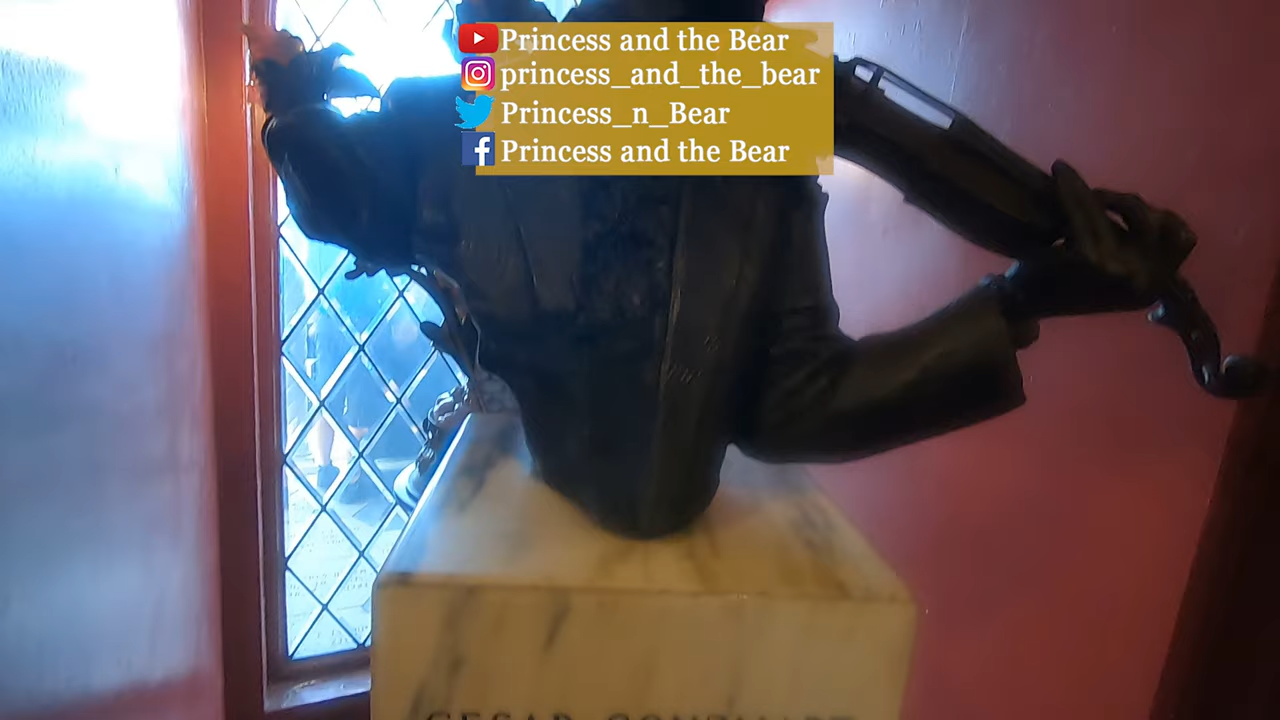 Princess and the Bear
princess_and_the_bear
Princess_n_Bear
Princess and the Bear